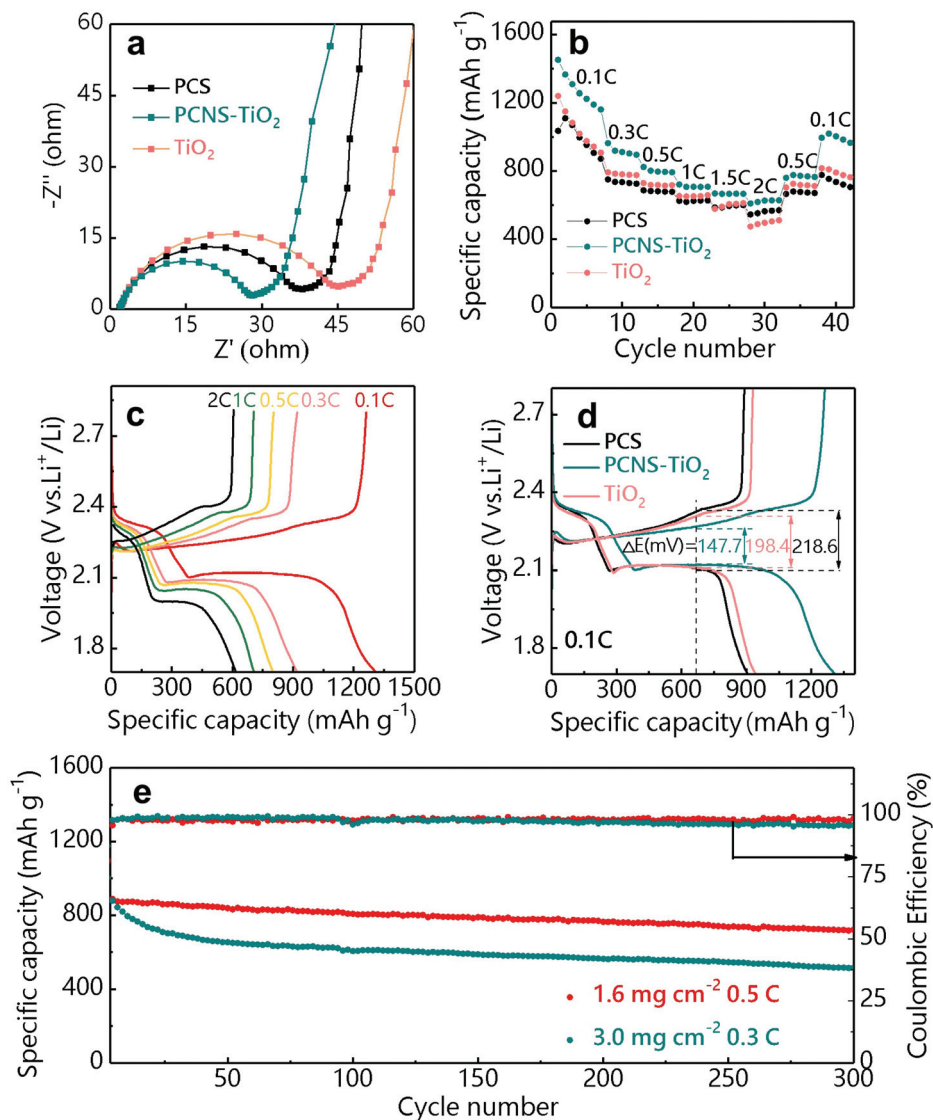 a
60
45
30
15
0
-Z'' (ohm)
PCS
PCNS-TiO₂
TiO₂
0 15 30 45 60
Z' (ohm)
b
1600
1200
800
400
0
Specific capacity (mAh g⁻¹)
0.1C
0.3C
0.5C
1C
1.5C
2C
0.5C
0.1C
PCS
PCNS-TiO₂
TiO₂
0 10 20 30 40
Cycle number
c
2.7
2.4
2.1
1.8
Voltage (V vs.Li⁺/Li)
2C 1C 0.5C 0.3C 0.1C
0 300 600 900 1200 1500
Specific capacity (mAh g⁻¹)
d
2.7
2.4
2.1
1.8
Voltage (V vs.Li⁺/Li)
PCS
PCNS-TiO₂
TiO₂
ΔE(mV)= 147.7 198.4 218.6
0.1C
0 300 600 900 1200
Specific capacity (mAh g⁻¹)
e
1600
1200
800
400
0
Specific capacity (mAh g⁻¹)
100
75
50
25
0
Coulombic Efficiency (%)
1.6 mg cm⁻² 0.5 C
3.0 mg cm⁻² 0.3 C
50 100 150 200 250 300
Cycle number